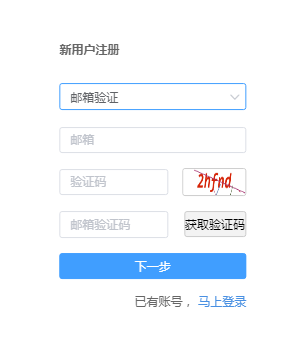 新用户注册
邮箱验证
邮箱
验证码 2hfnd
邮箱验证码 获取验证码
下一步
已有账号， 马上登录